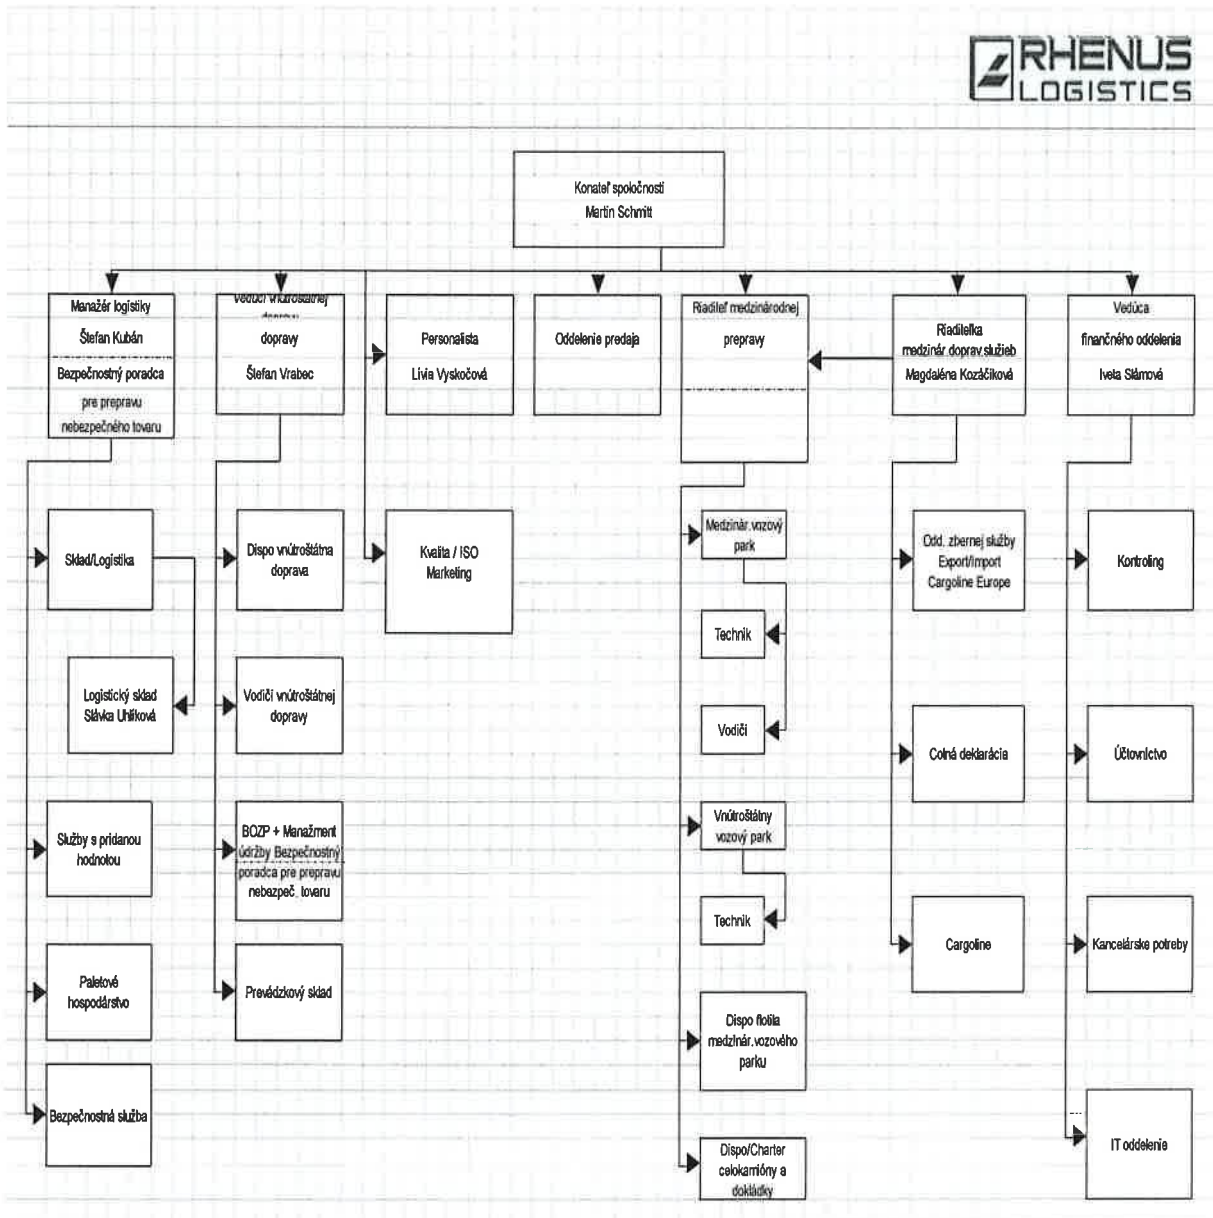 RHENUS
LOGISTICS
Konateľ spoločnosti
Martin Schmitt
Manažér logistiky
Štefan Kubán
Bezpečnostný poradca
pre prepravu
nebezpečného tovaru
Vedúci vnútroštátnej
dopravy
dopravy
Štefan Vrabec
Personalista
Lívia Vyskočová
Oddelenie predaja
Riaditeľ medzinárodnej
prepravy
Riaditeľka
medzinár.doprav.služieb
Magdaléna Kozáčiková
Vedúca
finančného oddelenia
Iveta Slámová
Sklad/Logistika
Logistický sklad
Slávka Uhlíková
Služby s pridanou
hodnotou
Paletové
hospodárstvo
Bezpečnostná služba
Dispo vnútroštátna
doprava
Vodiči vnútroštátnej
dopravy
BOZP + Manažment
údržby Bezpečnostný
poradca pre prepravu
nebezpeč. tovaru
Prevádzkový sklad
Kvalita / ISO
Marketing
Medzinár.vozový
park
Technik
Vodiči
Vnútroštátny
vozový park
Technik
Dispo flotila
medzinár.vozového
parku
Dispo/Charter
celokamióny a
dokládky
Odd. zbernej služby
Export/Import
Cargoline Europe
Colná deklarácia
Cargoline
Kontroling
Účtovníctvo
Kancelárske potreby
IT oddelenie